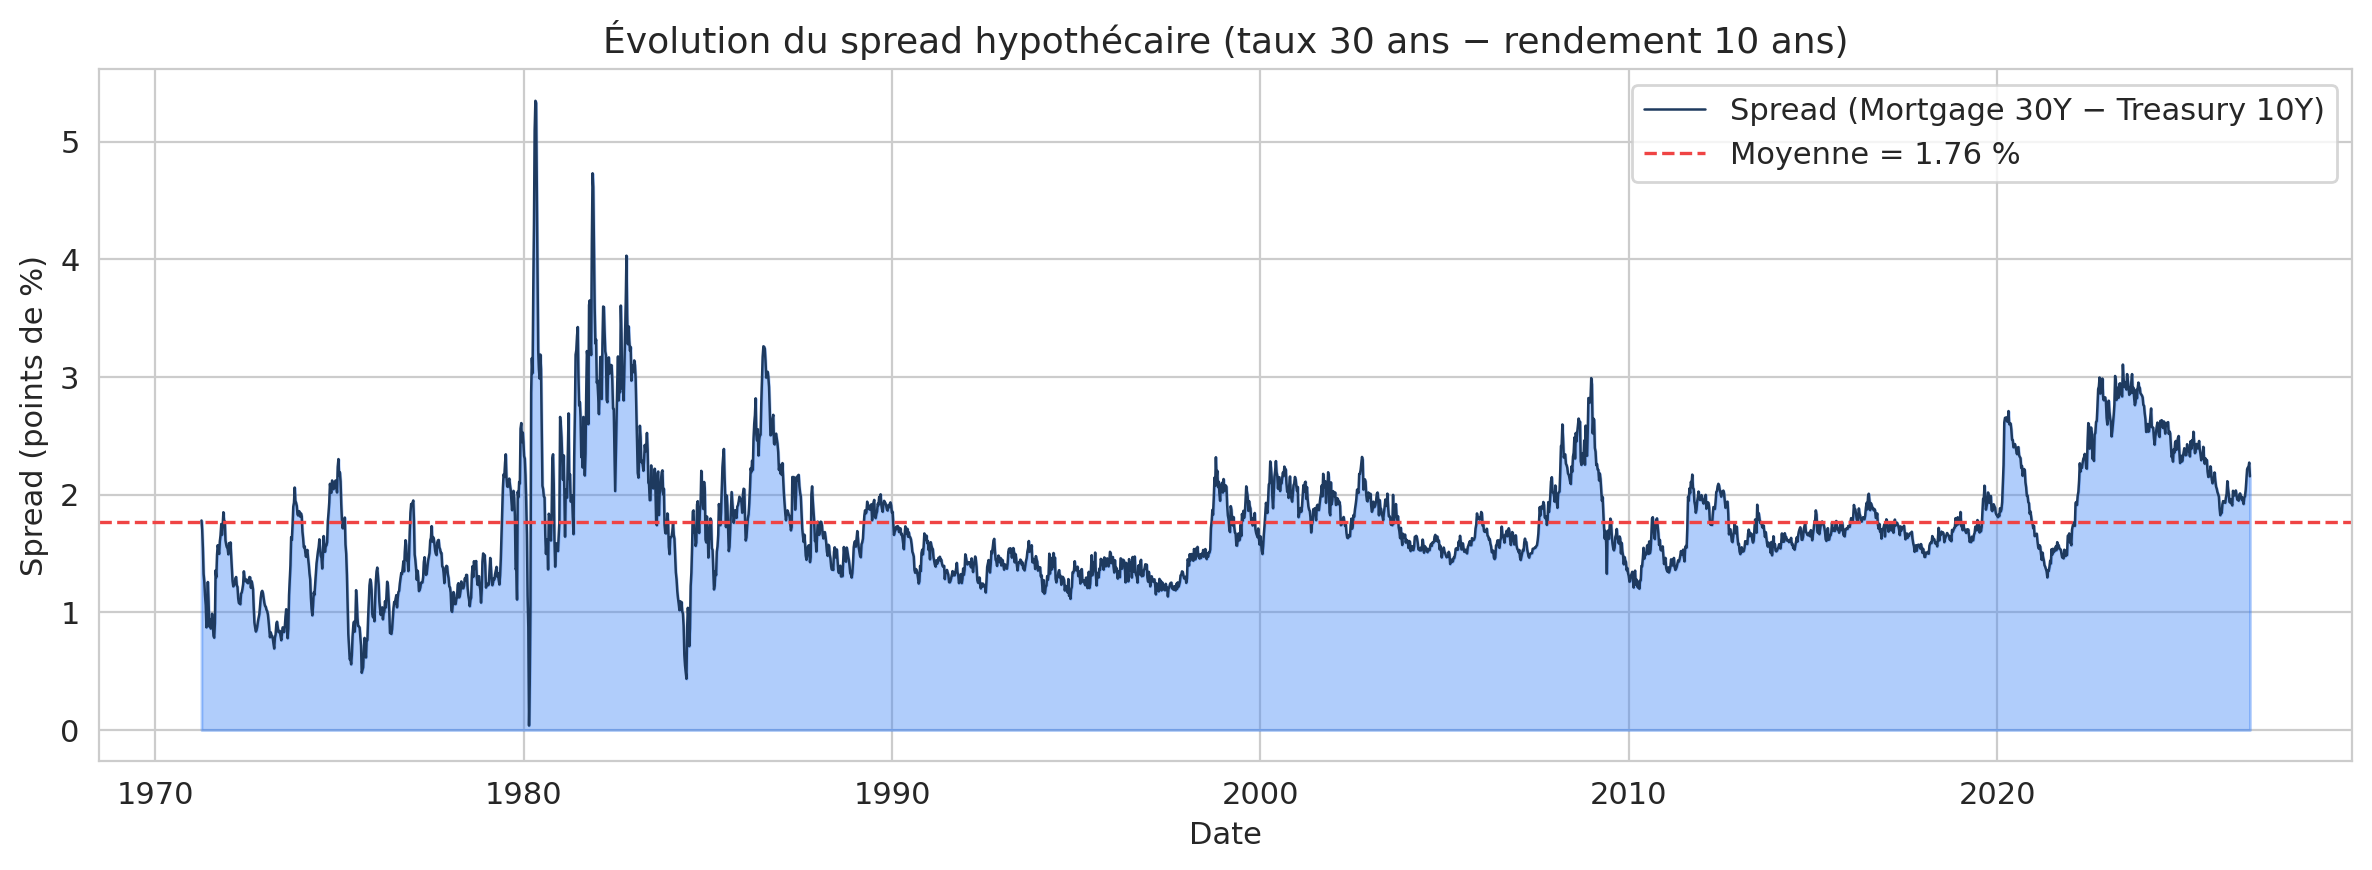 Évolution du spread hypothécaire (taux 30 ans − rendement 10 ans)
Spread (Mortgage 30Y − Treasury 10Y)
Moyenne = 1.76 %
Spread (points de %)
5
4
3
2
1
0
1970 1980 1990 2000 2010 2020
Date